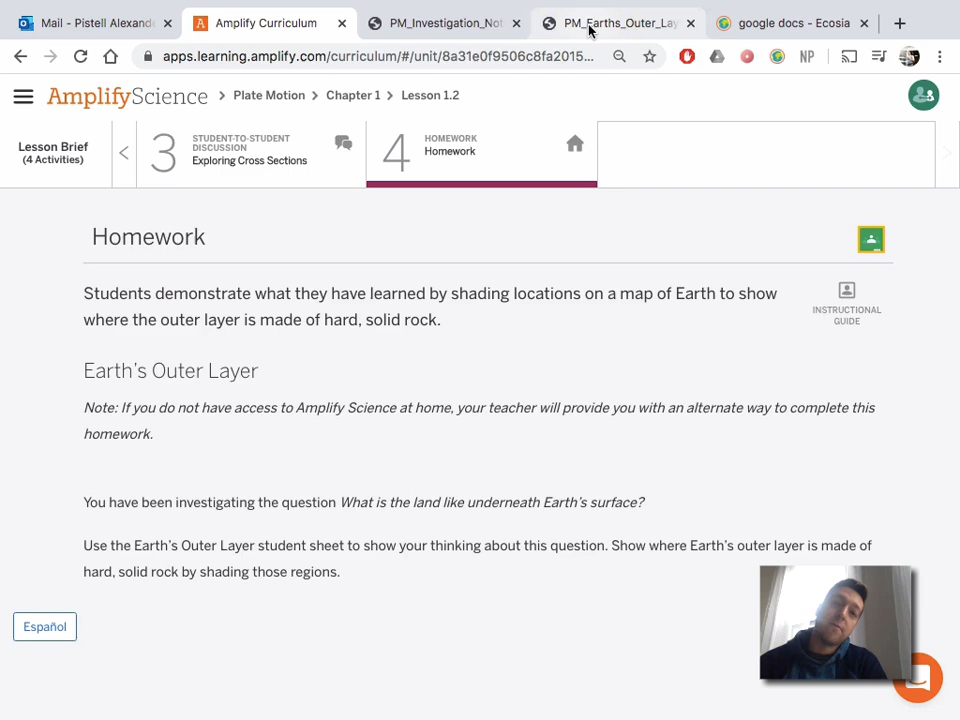 Mail - Pistell Alexand
Amplify Curriculum
PM_Investigation_No
PM_Earths_Outer_La
google docs - Ecosia
apps.learning.amplify.com/curriculum/#/unit/8a31e0f9506c8fa2015...
NP
AmplifyScience > Plate Motion > Chapter 1 > Lesson 1.2
Lesson Brief
(4 Activities)
3
STUDENT-TO-STUDENT
DISCUSSION
Exploring Cross Sections
4
HOMEWORK
Homework
Homework
Students demonstrate what they have learned by shading locations on a map of Earth to show
where the outer layer is made of hard, solid rock.
INSTRUCTIONAL
GUIDE
Earth's Outer Layer
Note: If you do not have access to Amplify Science at home, your teacher will provide you with an alternate way to complete this
homework.
You have been investigating the question What is the land like underneath Earth's surface?
Use the Earth's Outer Layer student sheet to show your thinking about this question. Show where Earth's outer layer is made of
hard, solid rock by shading those regions.
Español